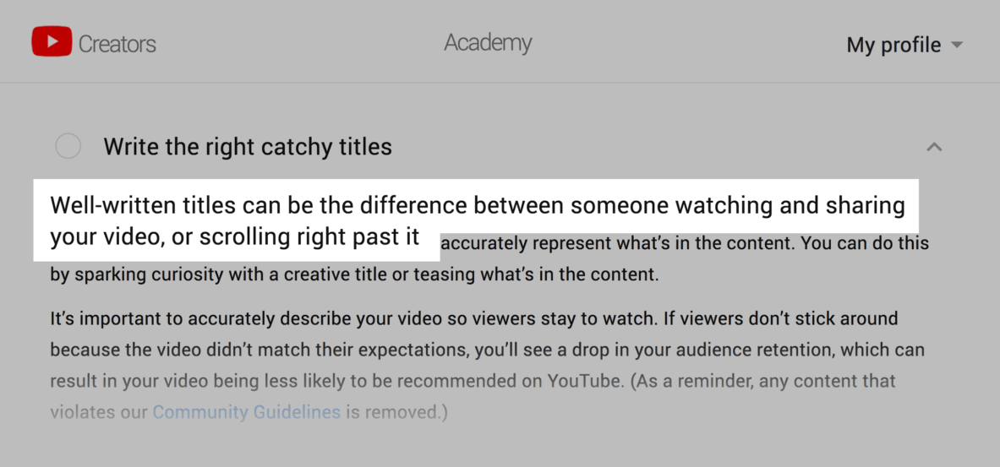 Creators
Academy
My profile
Write the right catchy titles
Well-written titles can be the difference between someone watching and sharing
your video, or scrolling right past it
accurately represent what's in the content. You can do this
by sparking curiosity with a creative title or teasing what's in the content.
It's important to accurately describe your video so viewers stay to watch. If viewers don't stick around
because the video didn't match their expectations, you'll see a drop in your audience retention, which can
result in your video being less likely to be recommended on YouTube. (As a reminder, any content that
violates our Community Guidelines is removed.)